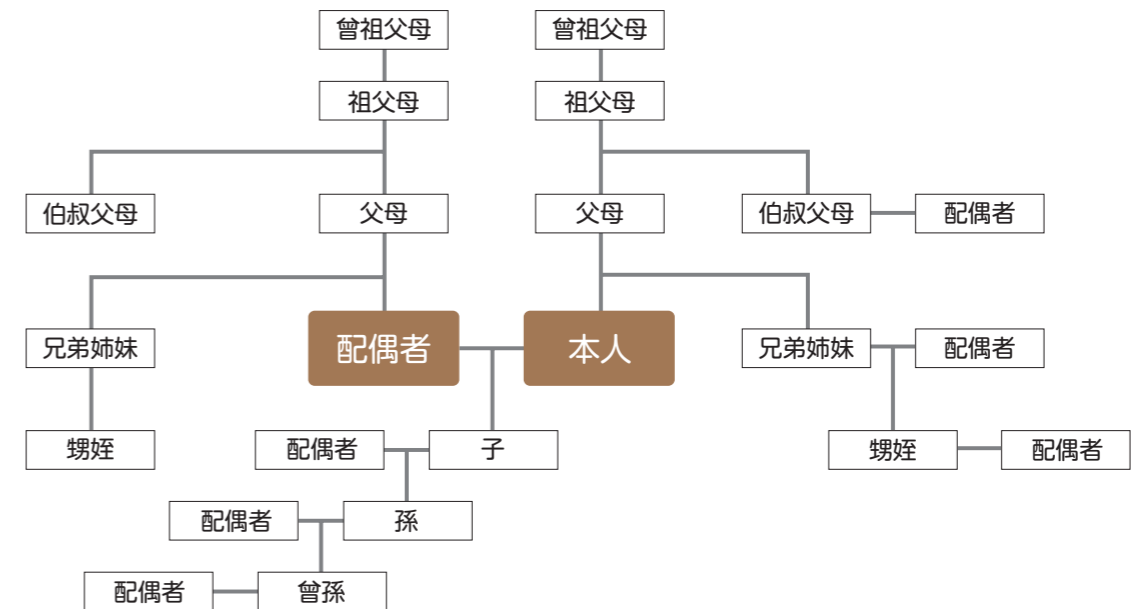 曾祖父母
曾祖父母
祖父母
祖父母
伯叔父母
父母
父母
伯叔父母
配偶者
兄弟姉妹
配偶者
本人
兄弟姉妹
配偶者
甥姪
配偶者
子
甥姪
配偶者
配偶者
孫
配偶者
曾孫